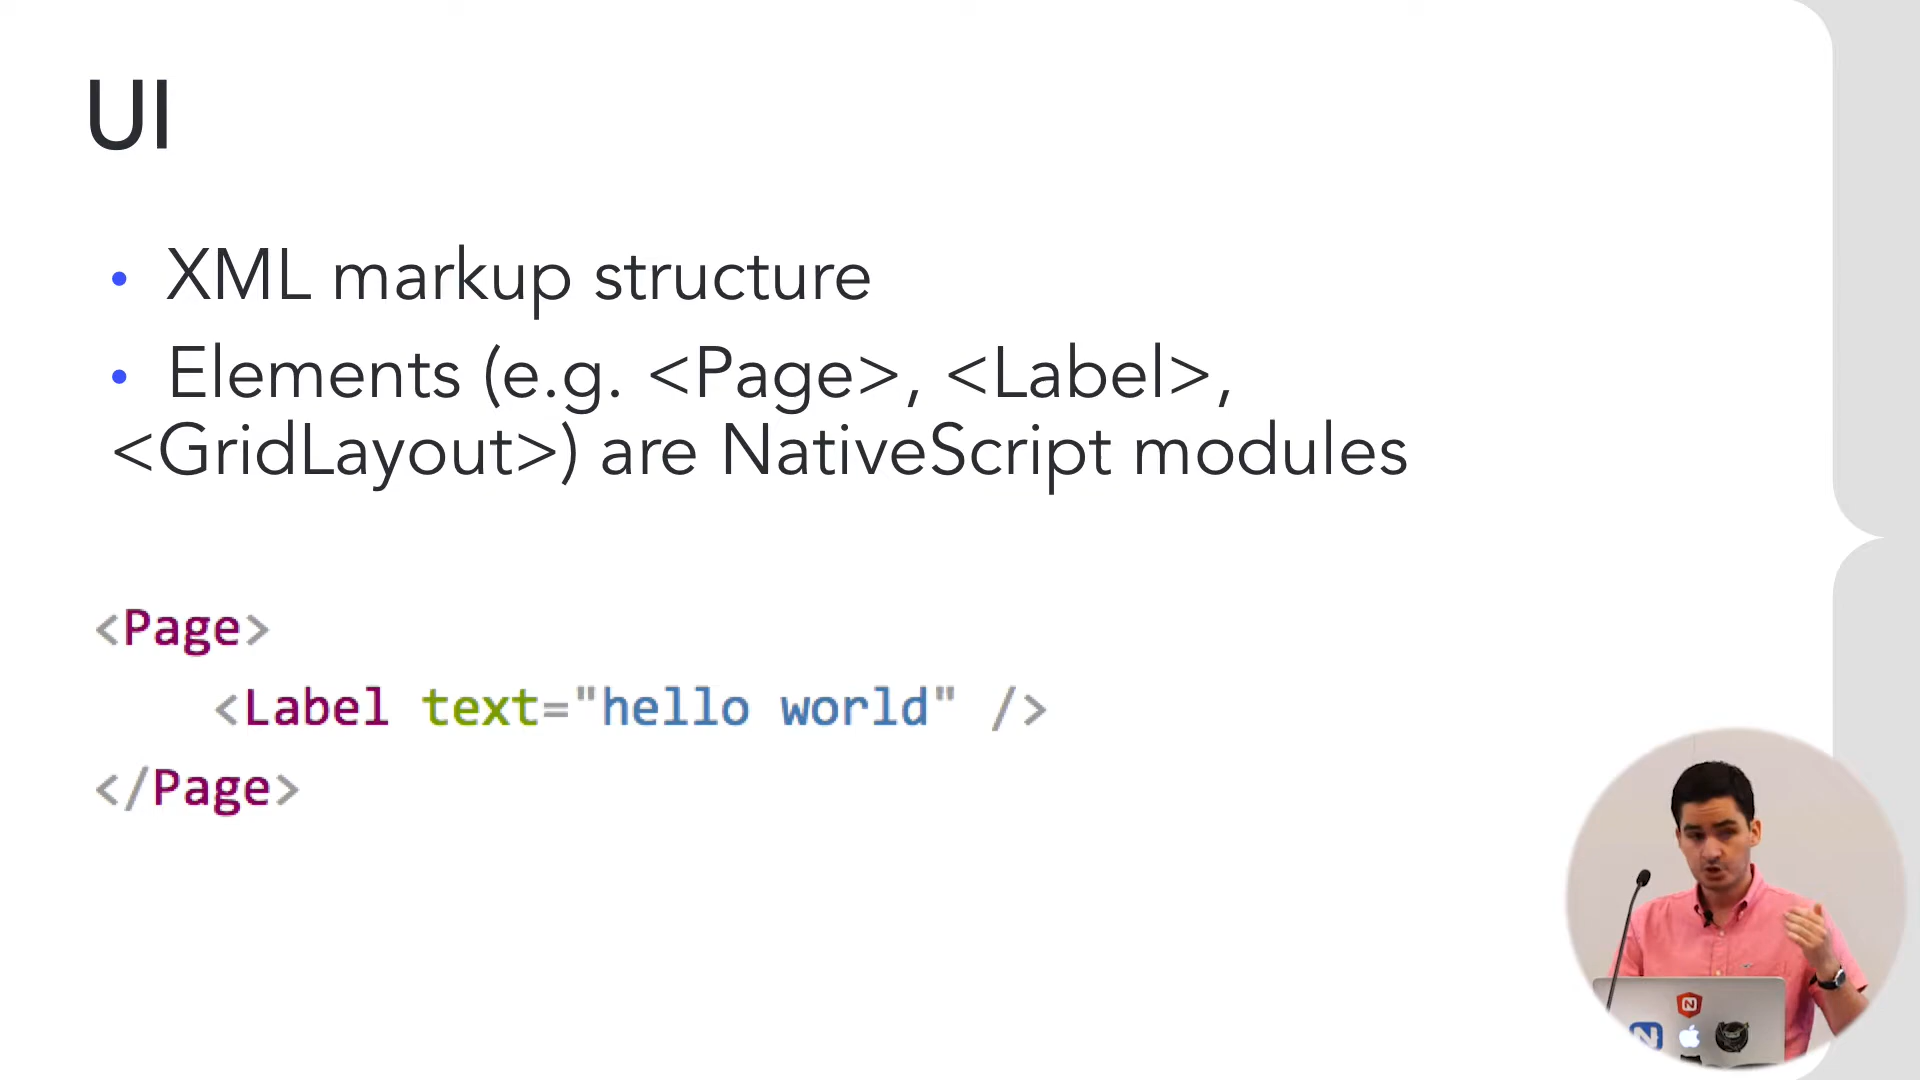 UI
• XML markup structure
• Elements (e.g. <Page>, <Label>,
<GridLayout>) are NativeScript modules
<Page>
    <Label text="hello world" />
</Page>
N
N